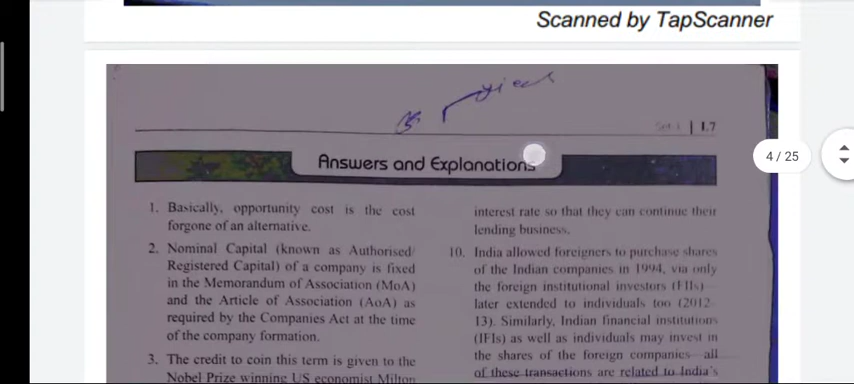 Scanned by TapScanner
Set 1 | 1.7
4 / 25
Answers and Explanations
1. Basically, opportunity cost is the cost
forgone of an alternative.
2. Nominal Capital (known as Authorised/
Registered Capital) of a company is fixed
in the Memorandum of Association (MoA)
and the Article of Association (AoA) as
required by the Companies Act at the time
of the company formation.
3. The credit to coin this term is given to the
Nobel Prize winning US economist Milton
interest rate so that they can continue their
lending business.
10. India allowed foreigners to purchase shares
of the Indian companies in 1994, via only
the foreign institutional investors (FIIs)—
later extended to individuals too (2012-
13). Similarly, Indian financial institutions
(IFIs) as well as individuals may invest in
the shares of the foreign companies—all
of these transactions are related to India's